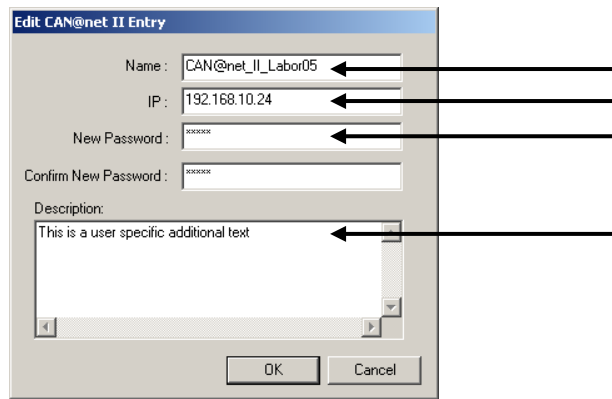 Edit CAN@net II Entry
Name : CAN@net_II_Labor05
IP : 192.168.10.24
New Password : *****
Confirm New Password : *****
Description:
This is a user specific additional text
OK Cancel